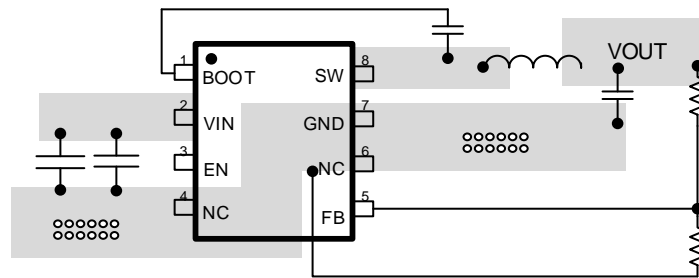 1 BOOT SW 8
VOUT
2 VIN GND 7
3 EN NC 6
4 NC FB 5